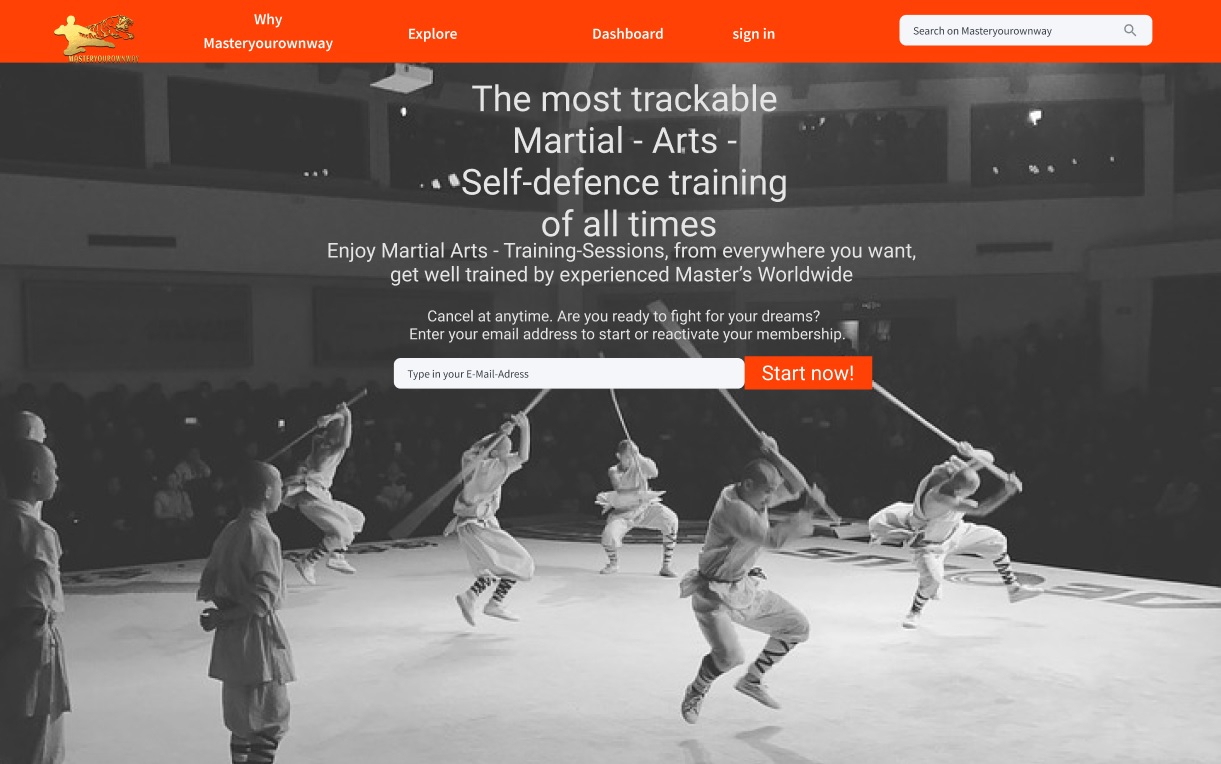 Why
Masteryourownway
Explore
Dashboard
sign in
Search on Masteryourownway
MASTERYOUROWNWAY
The most trackable
Martial - Arts -
Self-defence training
of all times
Enjoy Martial Arts - Training-Sessions, from everywhere you want,
get well trained by experienced Master’s Worldwide
Cancel at anytime. Are you ready to fight for your dreams?
Enter your email address to start or reactivate your membership.
Type in your E-Mail-Adress
Start now!